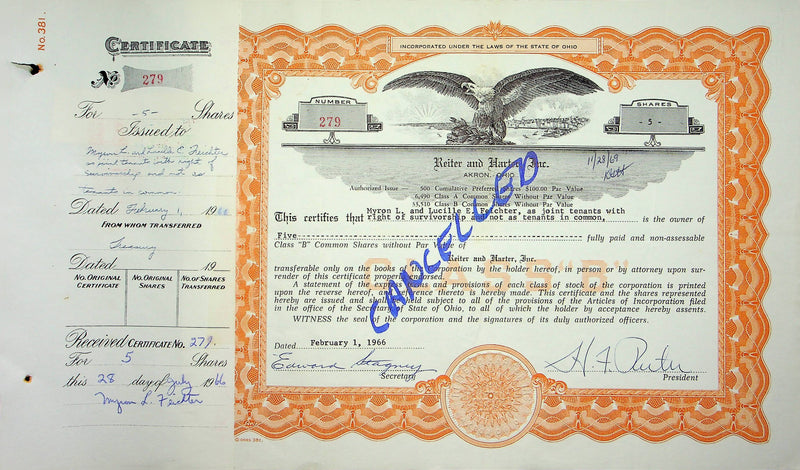 No. 381.
CERTIFICATE
No 279
For -5- Shares
Issued to
Myron L. and Lucille E. Feichter
as joint tenants with right of
survivorship and not as
tenants in common.
Dated February 1, 1966
FROM WHOM TRANSFERRED
Treasury
Dated 19
NO. ORIGINAL CERTIFICATE
NO. ORIGINAL SHARES
NO. OF SHARES TRANSFERRED
Received CERTIFICATE NO. 279.
For 5 Shares
this 28 day of July 1966
Myron L. Feichter
INCORPORATED UNDER THE LAWS OF THE STATE OF OHIO
NUMBER
279
SHARES
- 5 -
Reiter and Harter, Inc.
AKRON, OHIO
11/28/69
Authorized Issue 500 Cumulative Preferred Shares $100.00 Par Value
6,490 Class A Common Shares Without Par Value
Class B Common Shares Without Par Value
This certifies that Myron L. and Lucille E. Feichter, as joint tenants with
right of survivorship and not as tenants in common, is the owner of
Five fully paid and non-assessable
Class "B" Common Shares without Par Value of
Reiter and Harter, Inc.
CLASS "B"
transferable only on the books of the corporation by the holder hereof, in person or by attorney upon sur-
render of this certificate properly endorsed.
A statement of the terms and provisions of each class of stock of the corporation is printed
upon the reverse hereof, and reference thereto is hereby made. This certificate and the shares represented
hereby are issued and shall be held subject to all of the provisions of the Articles of Incorporation filed
in the office of the Secretary of State of Ohio, to all of which the holder by acceptance hereby assents.
WITNESS the seal of the corporation and the signatures of its duly authorized officers.
CANCELLED
Dated February 1, 1966
Edward
Secretary
H. F. Reiter
President